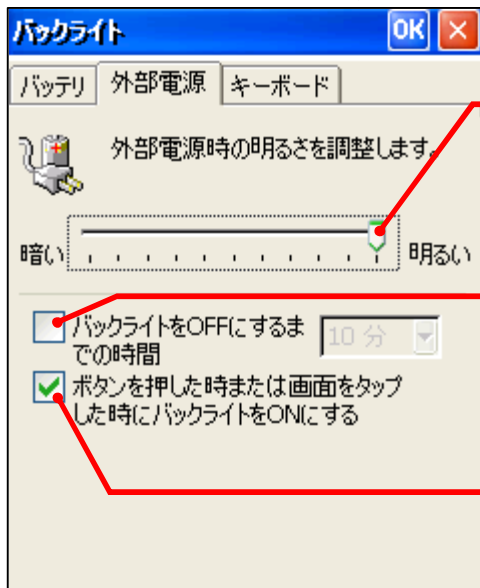 バックライト OK
バッテリ 外部電源 キーボード
外部電源時の明るさを調整します。
暗い 明るい
バックライトをOFFにするま 10 分
での時間
ボタンを押した時または画面をタップ
した時にバックライトをONにする